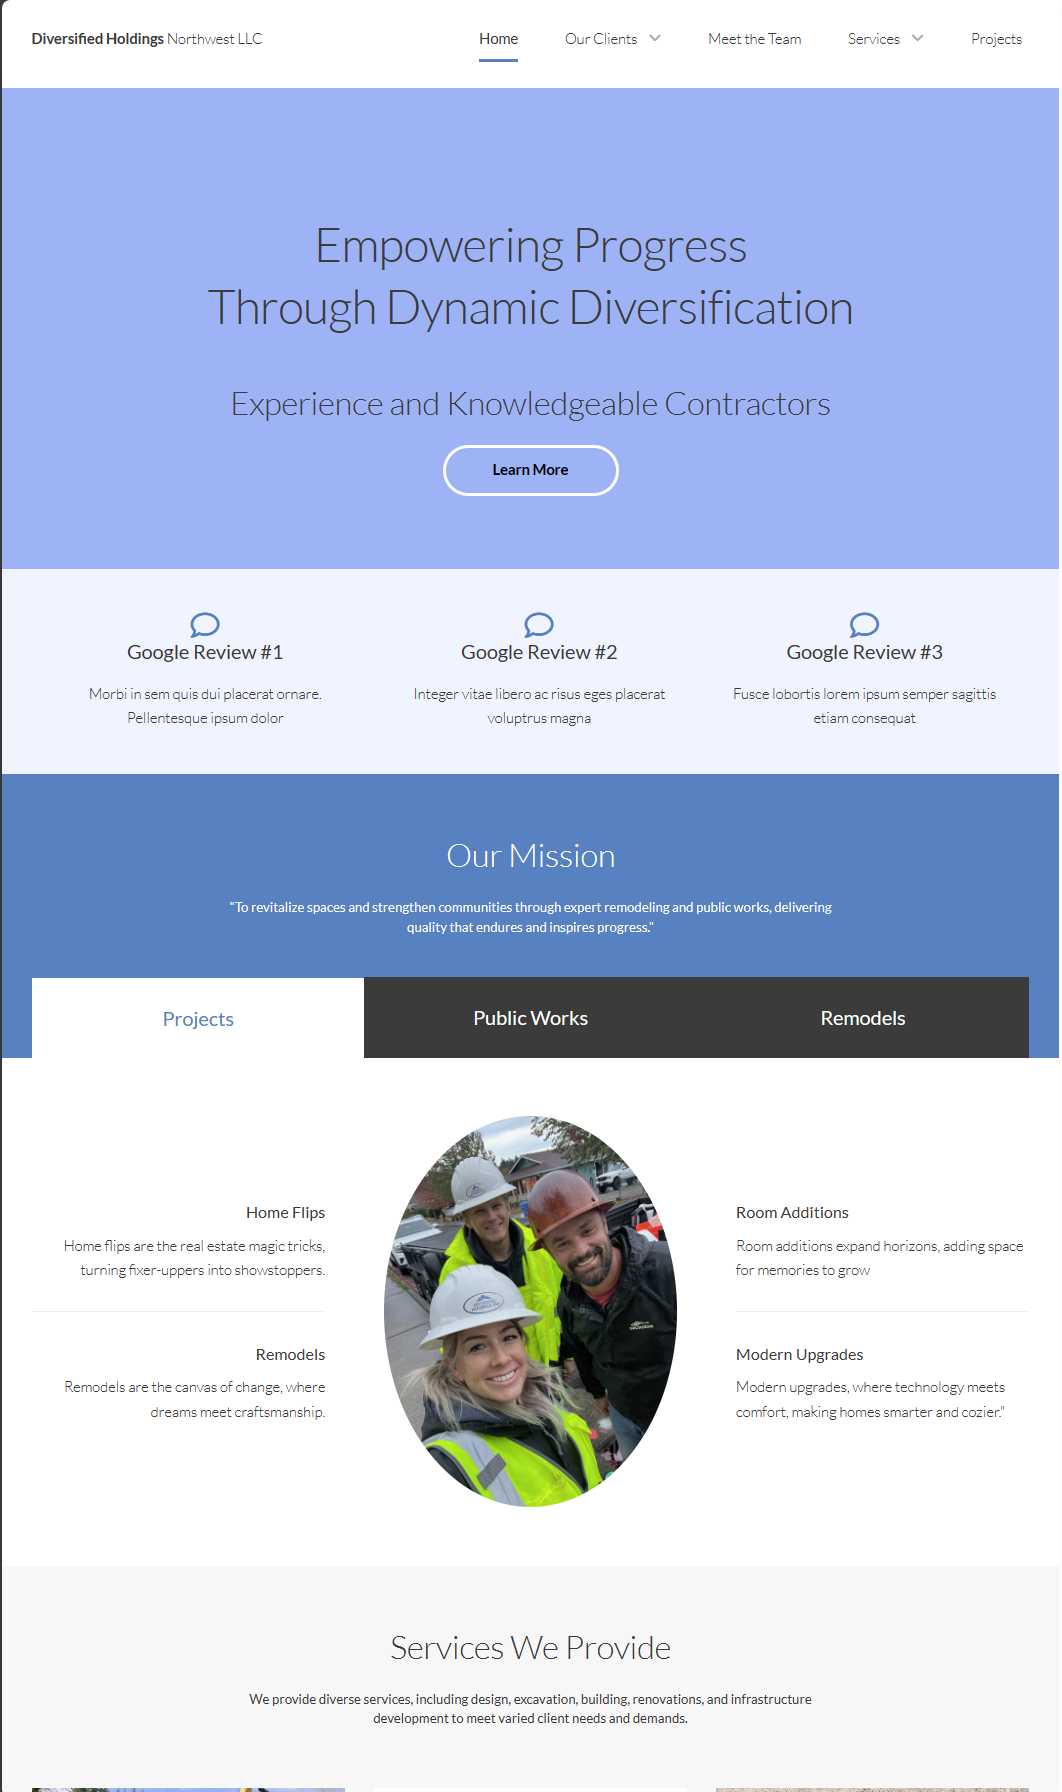 Diversified Holdings Northwest LLC
Home
Our Clients
Meet the Team
Services
Projects
Empowering Progress
Through Dynamic Diversification
Experience and Knowledgeable Contractors
Learn More
Google Review #1
Morbi in sem quis dui placerat ornare.
Pellentesque ipsum dolor
Google Review #2
Integer vitae libero ac risus eges placerat
voluptrus magna
Google Review #3
Fusce lobortis lorem ipsum semper sagittis
etiam consequat
Our Mission
"To revitalize spaces and strengthen communities through expert remodeling and public works, delivering
quality that endures and inspires progress."
Projects
Public Works
Remodels
Home Flips
Home flips are the real estate magic tricks,
turning fixer-uppers into showstoppers.
Remodels
Remodels are the canvas of change, where
dreams meet craftsmanship.
Room Additions
Room additions expand horizons, adding space
for memories to grow
Modern Upgrades
Modern upgrades, where technology meets
comfort, making homes smarter and cozier."
Services We Provide
We provide diverse services, including design, excavation, building, renovations, and infrastructure
development to meet varied client needs and demands.